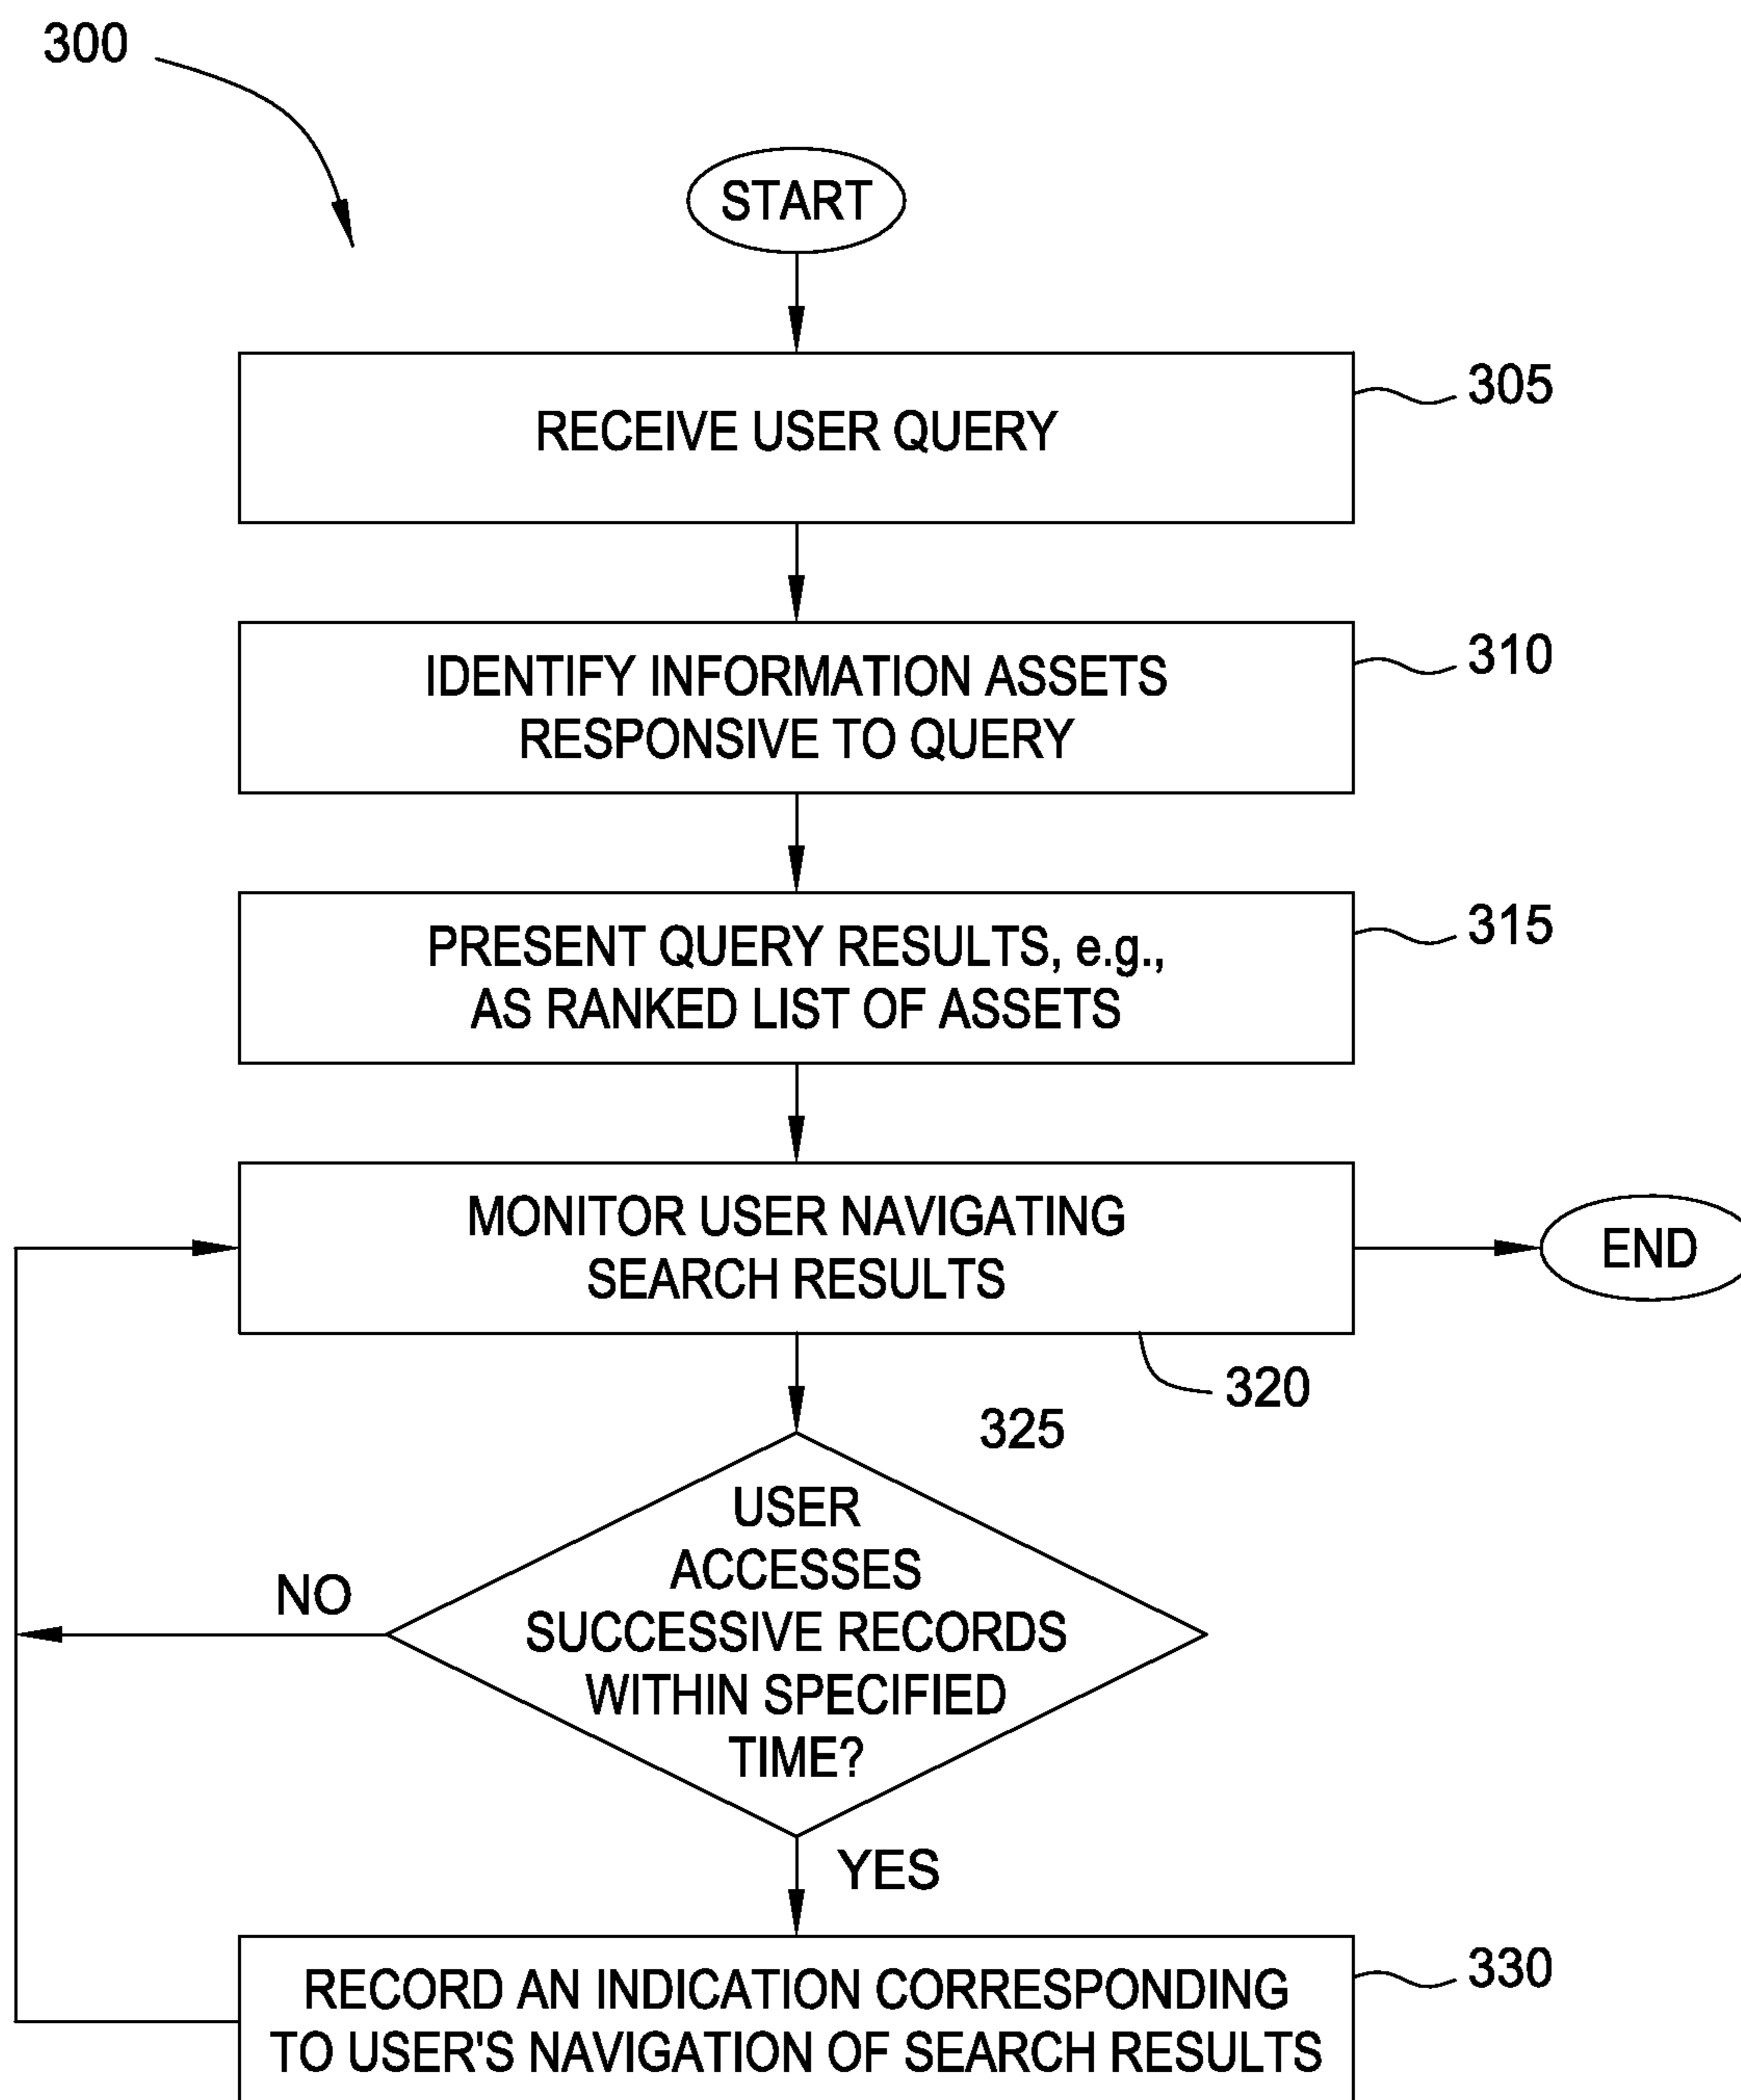 300
START
RECEIVE USER QUERY
305
IDENTIFY INFORMATION ASSETS
RESPONSIVE TO QUERY
310
PRESENT QUERY RESULTS, e.g.,
AS RANKED LIST OF ASSETS
315
MONITOR USER NAVIGATING
SEARCH RESULTS
END
320
325
USER
ACCESSES
SUCCESSIVE RECORDS
WITHIN SPECIFIED
TIME?
NO
YES
RECORD AN INDICATION CORRESPONDING
TO USER'S NAVIGATION OF SEARCH RESULTS
330